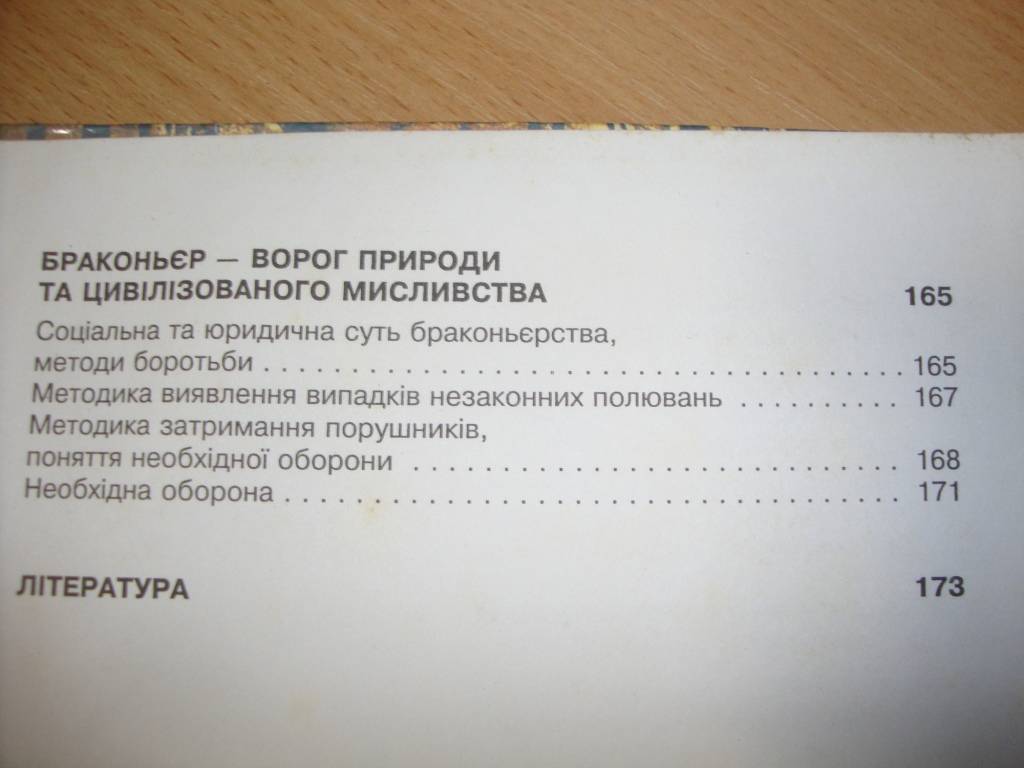 БРАКОНЬЄР — ВОРОГ ПРИРОДИ
ТА ЦИВІЛІЗОВАНОГО МИСЛИВСТВА 165
Соціальна та юридична суть браконьєрства,
методи боротьби . . . . . . . . . . . . . . . . . . . . . . . . . . . . . . . . . . . . . . . 165
Методика виявлення випадків незаконних полювань . . . . . . . . . . 167
Методика затримання порушників,
поняття необхідної оборони . . . . . . . . . . . . . . . . . . . . . . . . . . . . . . 168
Необхідна оборона . . . . . . . . . . . . . . . . . . . . . . . . . . . . . . . . . . . . . . 171
ЛІТЕРАТУРА 173